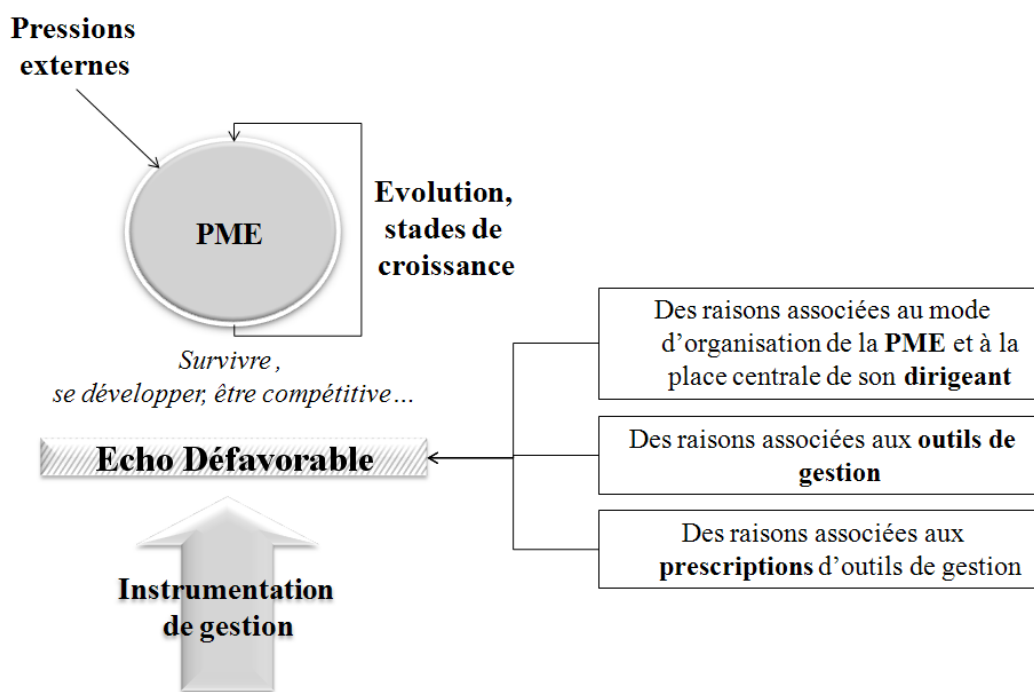 Pressions
externes
PME
Evolution,
stades de
croissance
Survivre ,
se développer, être compétitive…
Echo Défavorable
Instrumentation
de gestion
Des raisons associées au mode
d’organisation de la PME et à la
place centrale de son dirigeant
Des raisons associées aux outils de
gestion
Des raisons associées aux
prescriptions d’outils de gestion